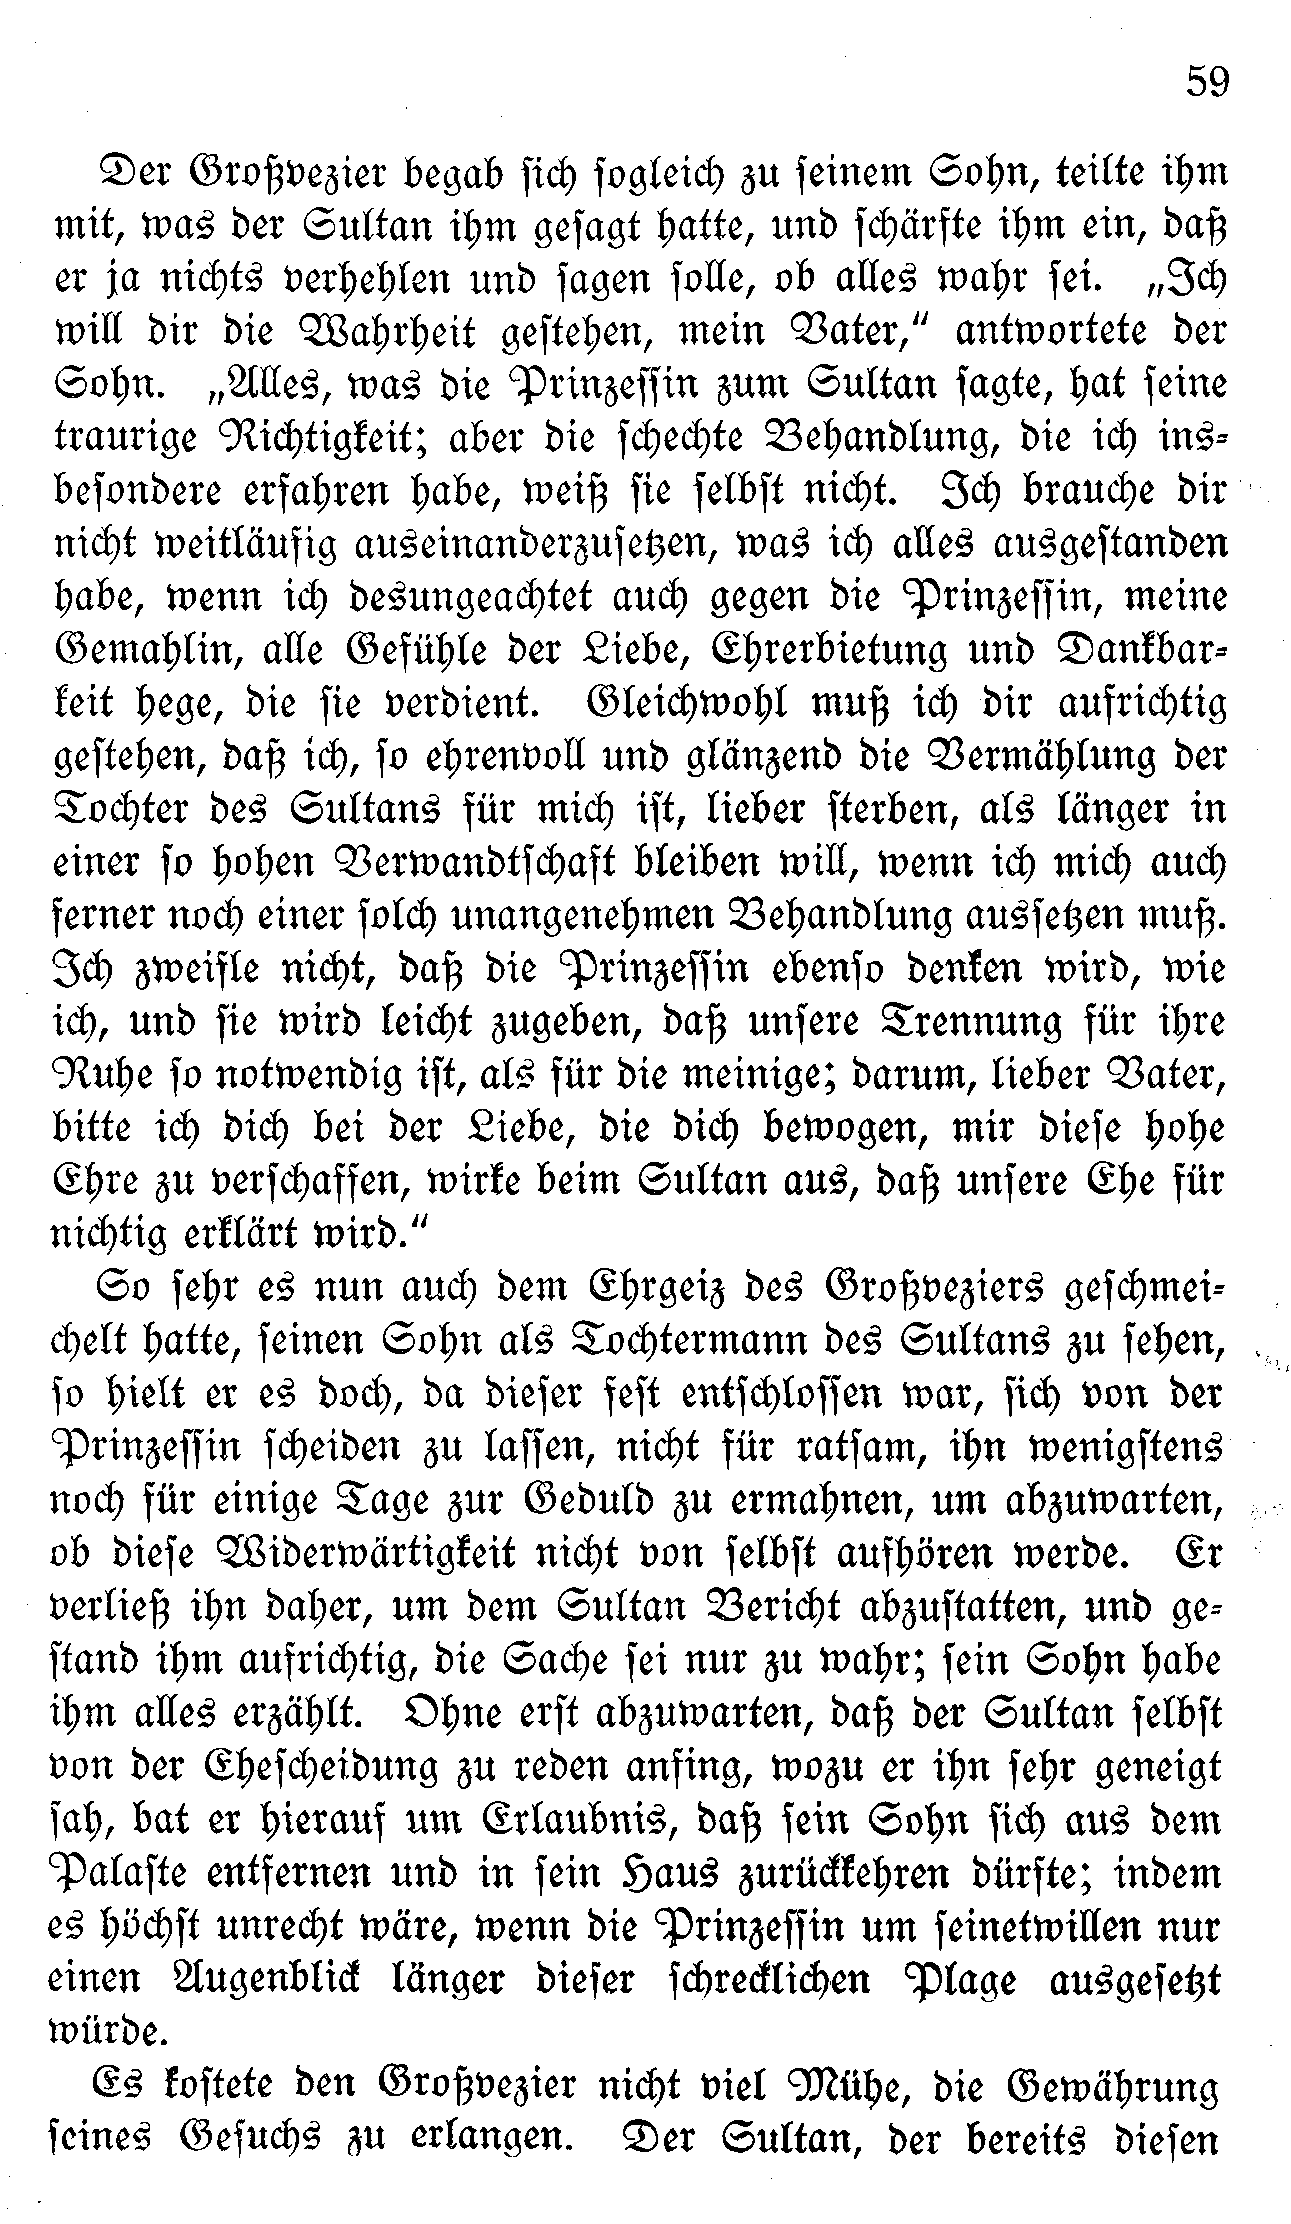 59
Der Großvezier begab sich sogleich zu seinem Sohn, teilte ihm
mit, was der Sultan ihm gesagt hatte, und schärfte ihm ein, daß
er ja nichts verhehlen und sagen solle, ob alles wahr sei. „Ich
will dir die Wahrheit gestehen, mein Vater,“ antwortete der
Sohn. „Alles, was die Prinzessin zum Sultan sagte, hat seine
traurige Richtigkeit; aber die schechte Behandlung, die ich ins-
besondere erfahren habe, weiß sie selbst nicht. Ich brauche dir
nicht weitläufig auseinanderzusetzen, was ich alles ausgestanden
habe, wenn ich desungeachtet auch gegen die Prinzessin, meine
Gemahlin, alle Gefühle der Liebe, Ehrerbietung und Dankbar-
keit hege, die sie verdient. Gleichwohl muß ich dir aufrichtig
gestehen, daß ich, so ehrenvoll und glänzend die Vermählung der
Tochter des Sultans für mich ist, lieber sterben, als länger in
einer so hohen Verwandtschaft bleiben will, wenn ich mich auch
ferner noch einer solch unangenehmen Behandlung aussetzen muß.
Ich zweifle nicht, daß die Prinzessin ebenso denken wird, wie
ich, und sie wird leicht zugeben, daß unsere Trennung für ihre
Ruhe so notwendig ist, als für die meinige; darum, lieber Vater,
bitte ich dich bei der Liebe, die dich bewogen, mir diese hohe
Ehre zu verschaffen, wirke beim Sultan aus, daß unsere Ehe für
nichtig erklärt wird.“
So sehr es nun auch dem Ehrgeiz des Großveziers geschmei-
chelt hatte, seinen Sohn als Tochtermann des Sultans zu sehen,
so hielt er es doch, da dieser fest entschlossen war, sich von der
Prinzessin scheiden zu lassen, nicht für ratsam, ihn wenigstens
noch für einige Tage zur Geduld zu ermahnen, um abzuwarten,
ob diese Widerwärtigkeit nicht von selbst aufhören werde. Er
verließ ihn daher, um dem Sultan Bericht abzustatten, und ge-
stand ihm aufrichtig, die Sache sei nur zu wahr; sein Sohn habe
ihm alles erzählt. Ohne erst abzuwarten, daß der Sultan selbst
von der Ehescheidung zu reden anfing, wozu er ihn sehr geneigt
sah, bat er hierauf um Erlaubnis, daß sein Sohn sich aus dem
Palaste entfernen und in sein Haus zurückkehren dürfte; indem
es höchst unrecht wäre, wenn die Prinzessin um seinetwillen nur
einen Augenblick länger dieser schrecklichen Plage ausgesetzt
würde.
Es kostete den Großvezier nicht viel Mühe, die Gewährung
seines Gesuchs zu erlangen. Der Sultan, der bereits diesen